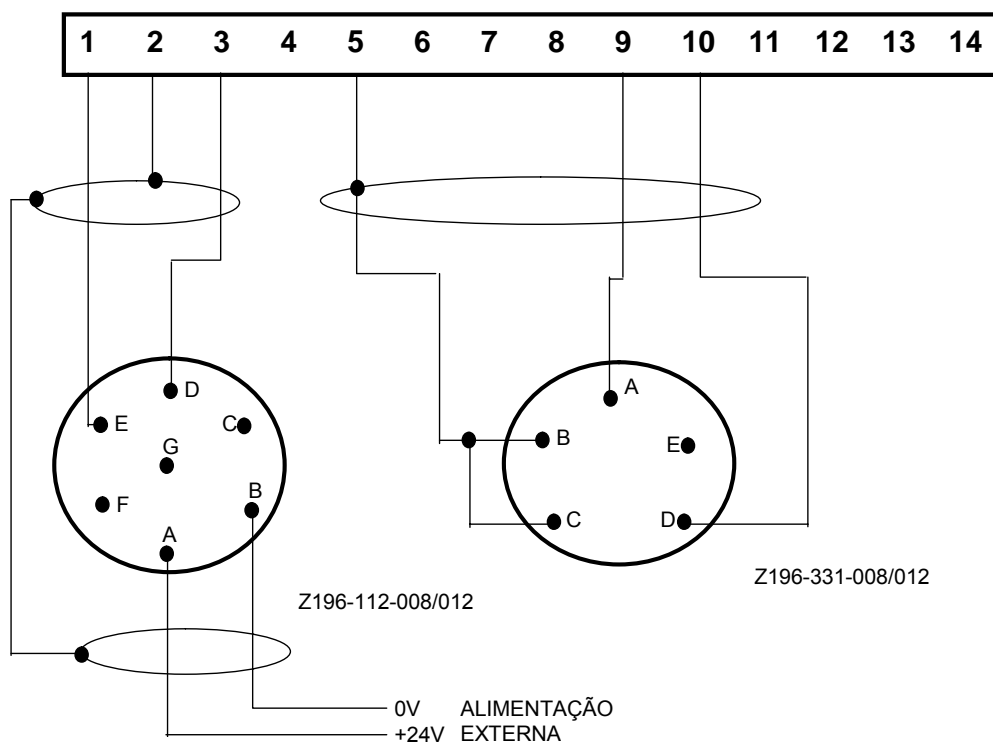 1 2 3 4 5 6 7 8 9 10 11 12 13 14
D
E
C
G
F
B
A
A
B
E
C
D
Z196-331-008/012
Z196-112-008/012
0V ALIMENTAÇÃO
+24V EXTERNA